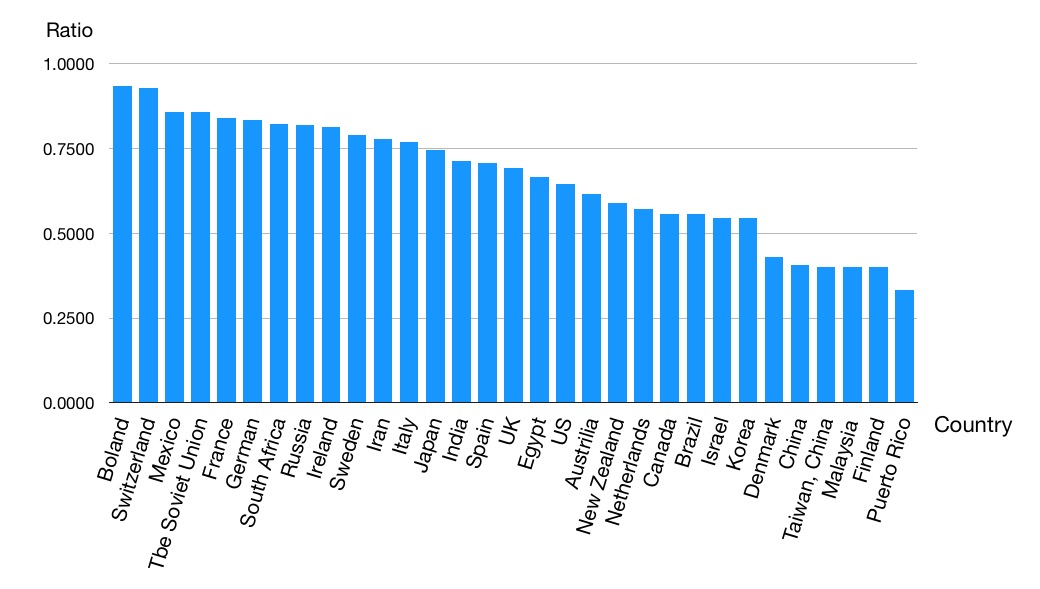 Ratio
1.0000
0.7500
0.5000
0.2500
0.0000
Boland
Switzerland
Mexico
Tbe Soviet Union
France
German
South Africa
Russia
Ireland
Sweden
Iran
Italy
Japan
India
Spain
UK
Egypt
US
Austrilia
New Zealand
Netherlands
Canada
Brazil
Israel
Korea
Denmark
China
Taiwan, China
Malaysia
Finland
Puerto Rico
Country